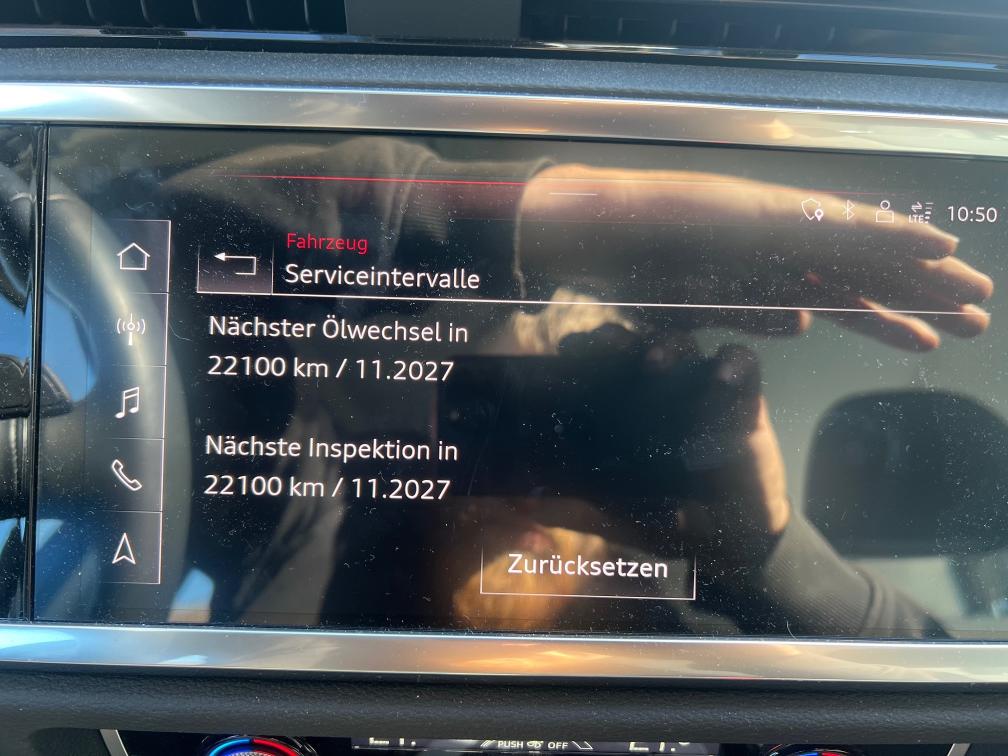 LTE
10:50
Fahrzeug
Serviceintervalle
Nächster Ölwechsel in
22100 km / 11.2027
Nächste Inspektion in
22100 km / 11.2027
Zurücksetzen
PUSH OFF